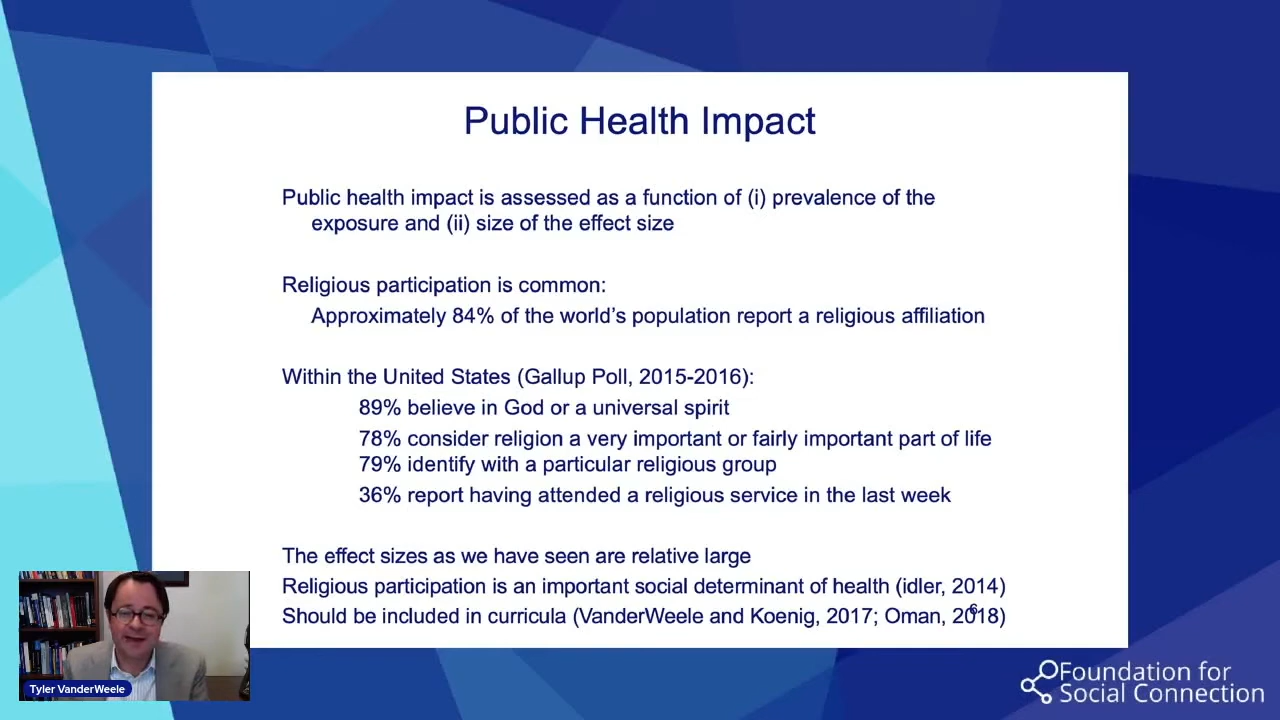 Public Health Impact
Public health impact is assessed as a function of (i) prevalence of the
exposure and (ii) size of the effect size
Religious participation is common:
Approximately 84% of the world's population report a religious affiliation
Within the United States (Gallup Poll, 2015-2016):
89% believe in God or a universal spirit
78% consider religion a very important or fairly important part of life
79% identify with a particular religious group
36% report having attended a religious service in the last week
The effect sizes as we have seen are relative large
Religious participation is an important social determinant of health (idler, 2014)
Should be included in curricula (VanderWeele and Koenig, 2017; Oman, 2018)
6
Tyler VanderWeele
Foundation for
Social Connection